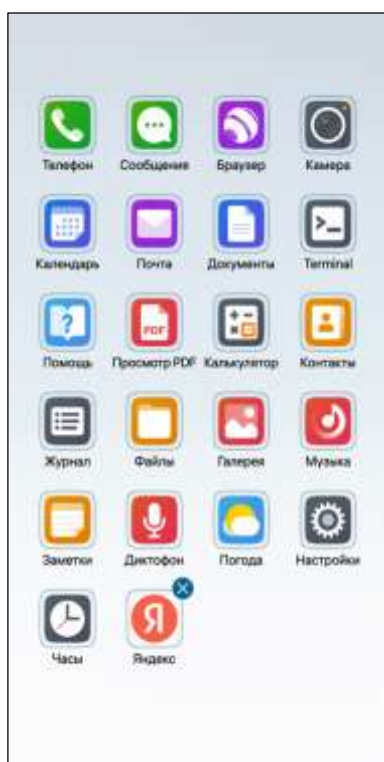 Телефон Сообщения Браузер Камера
Календарь Почта Документы Terminal
?
PDF
Помощь Просмотр PDF Калькулятор Контакты
Журнал Файлы Галерея Музыка
Заметки Диктофон Погода Настройки
Я
Часы Яндекс